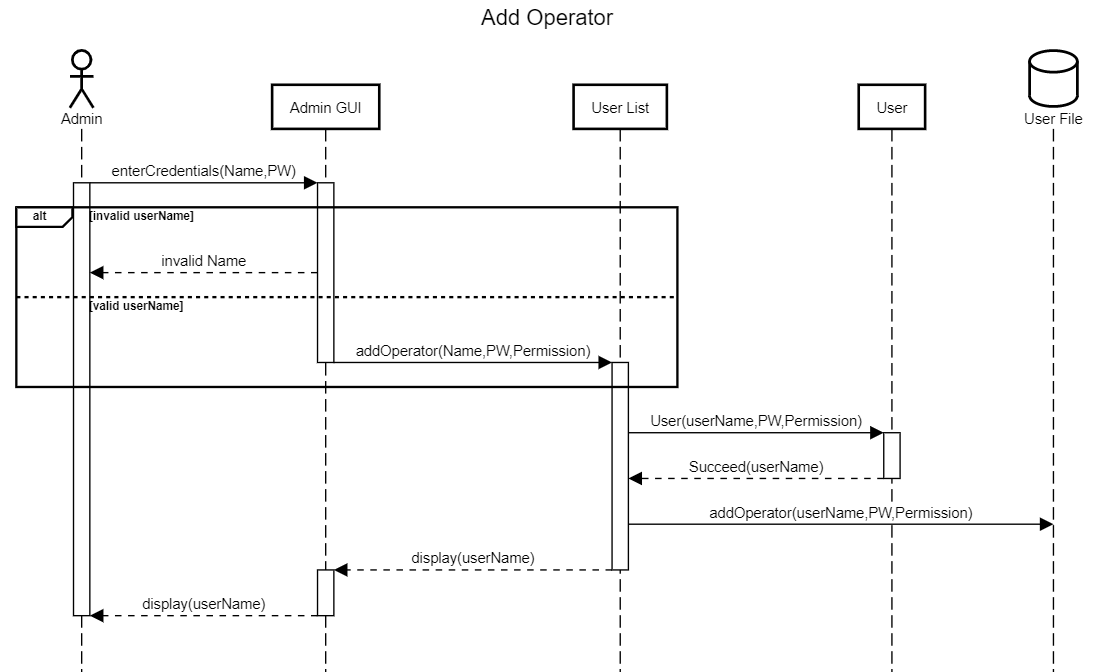 Add Operator
Admin
Admin GUI
User List
User
User File
enterCredentials(Name,PW)
alt
[invalid userName]
invalid Name
[valid userName]
addOperator(Name,PW,Permission)
User(userName,PW,Permission)
Succeed(userName)
addOperator(userName,PW,Permission)
display(userName)
display(userName)